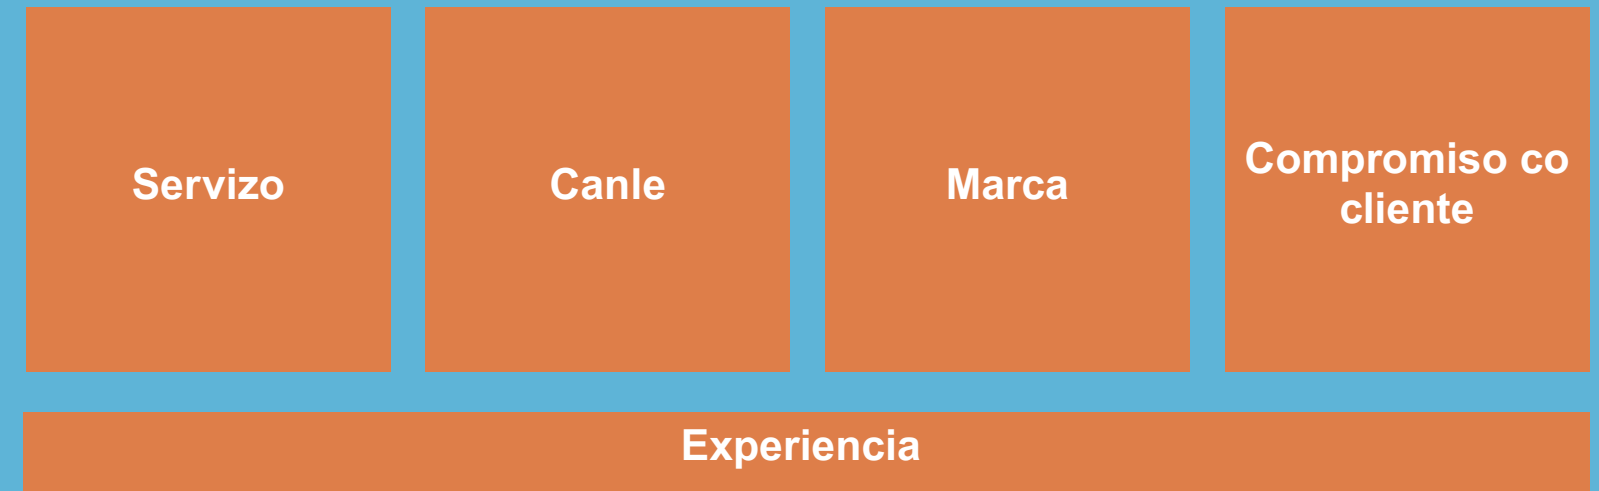 Servizo
Canle
Marca
Compromiso co
cliente
Experiencia